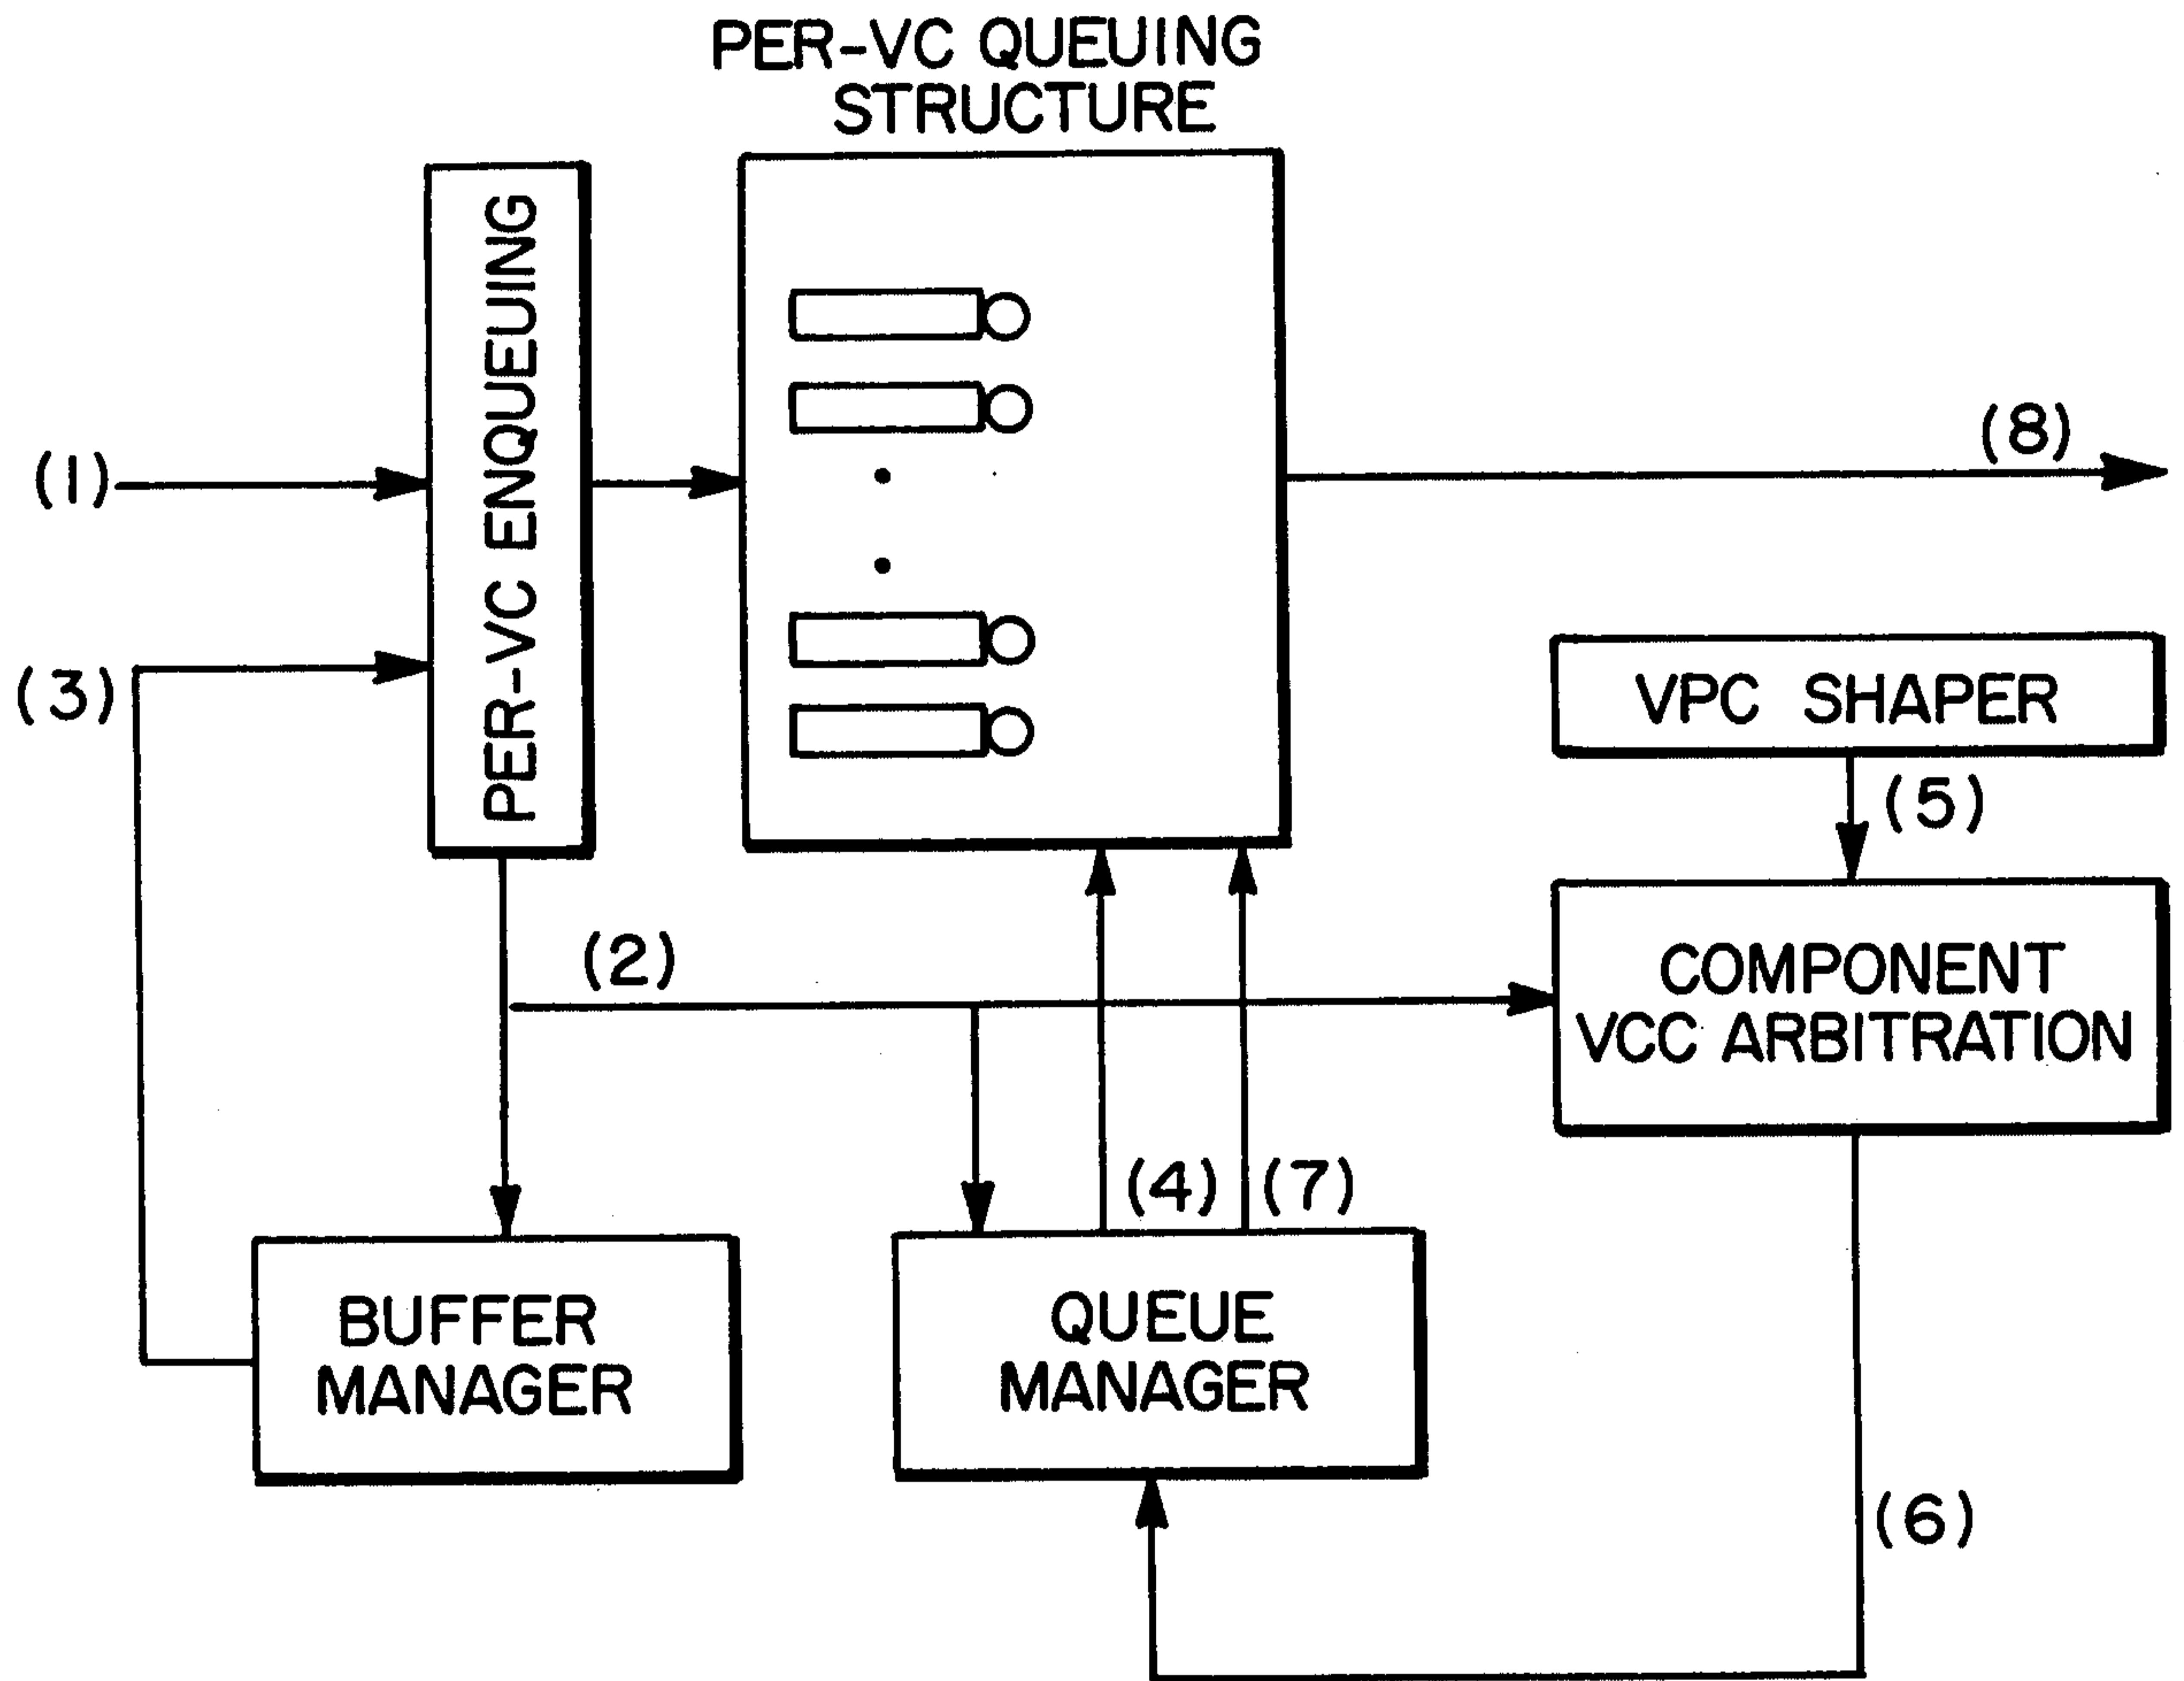 PER-VC QUEUING
STRUCTURE
PER-VC ENQUEUING
(1)
(8)
(3)
VPC SHAPER
(5)
(2)
COMPONENT
VCC ARBITRATION
(4)
(7)
BUFFER
MANAGER
QUEUE
MANAGER
(6)